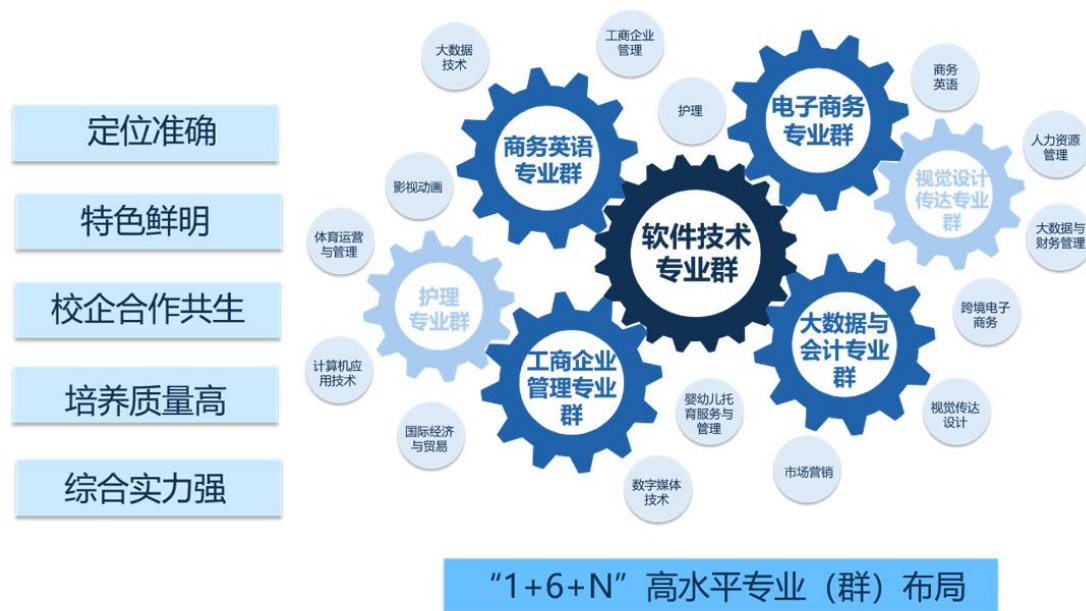 定位准确
特色鲜明
校企合作共生
培养质量高
综合实力强
大数据
技术
工商企业
管理
护理
商务
英语
人力资源
管理
大数据与
财务管理
跨境电子
商务
视觉传达
设计
市场营销
婴幼儿托
育服务与
管理
数字媒体
技术
国际经济
与贸易
计算机应
用技术
体育运营
与管理
影视动画
商务英语
专业群
电子商务
专业群
视觉设计
传达专业
群
软件技术
专业群
护理
专业群
工商企业
管理专业
群
大数据与
会计专业
群
“1+6+N”高水平专业（群）布局